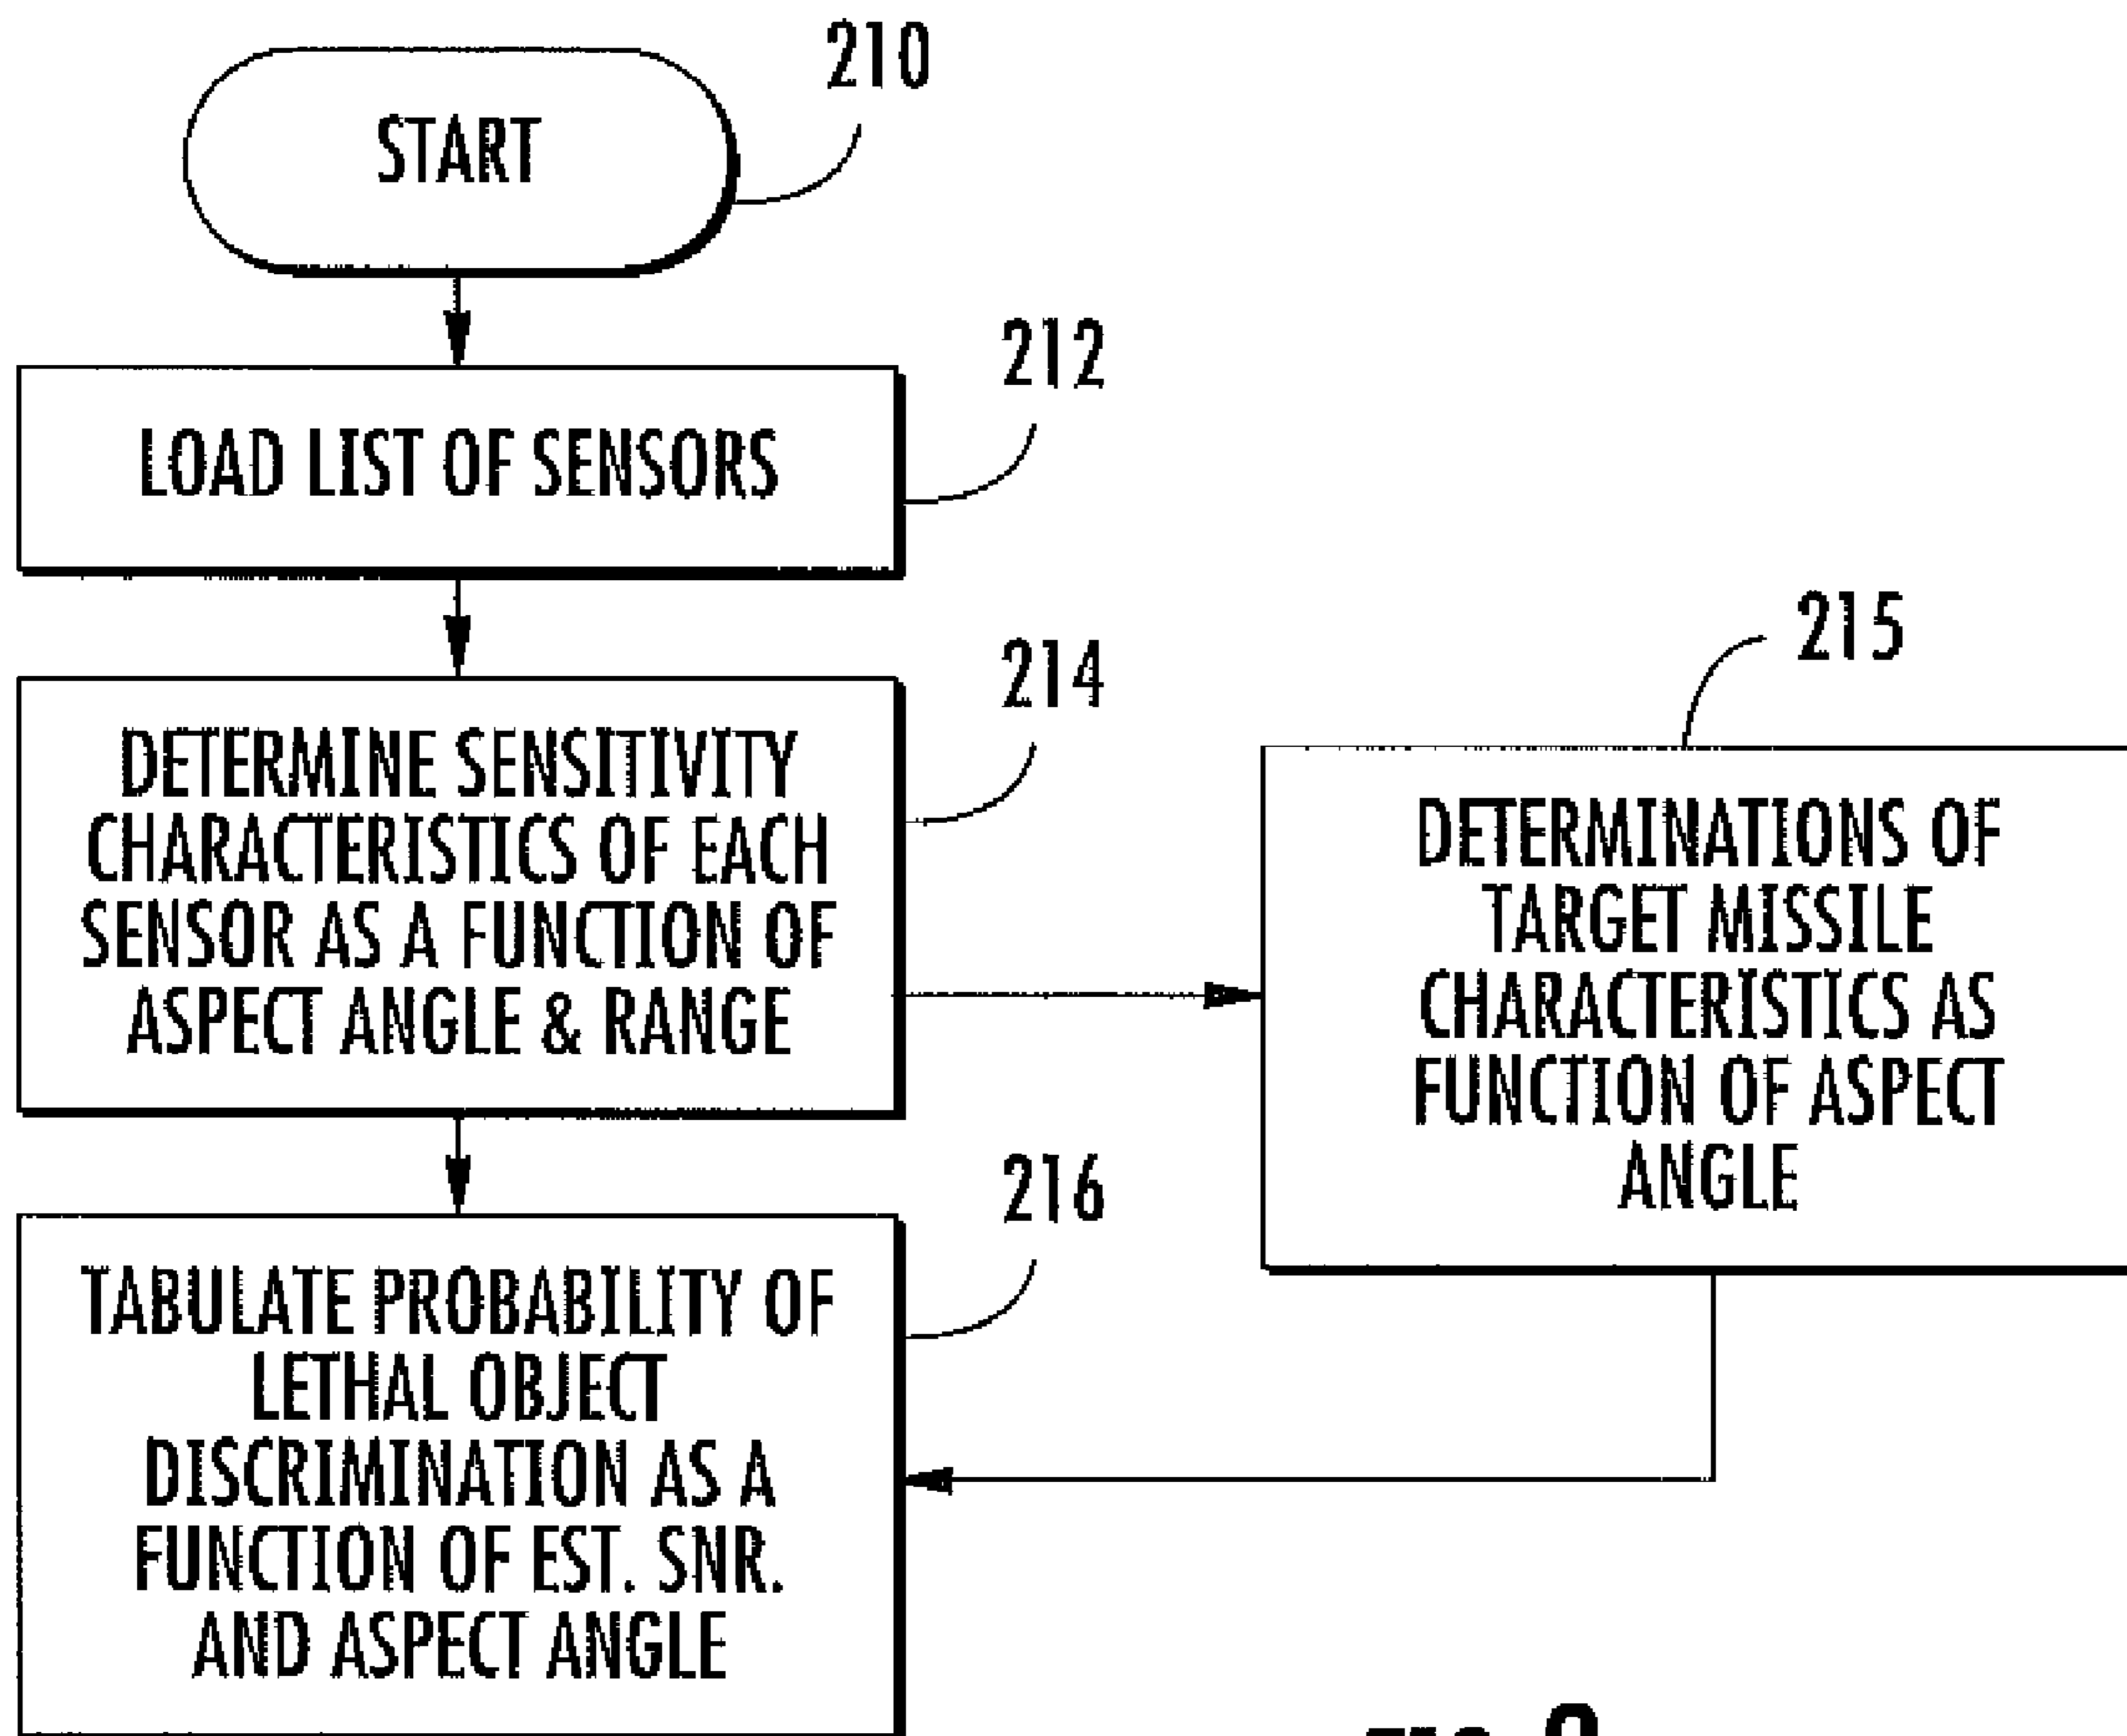 START
210
LOAD LIST OF SENSORS
212
DETERMINE SENSITIVITY
CHARACTERISTICS OF EACH
SENSOR AS A FUNCTION OF
ASPECT ANGLE & RANGE
214
DETERMINATIONS OF
TARGET MISSILE
CHARACTERISTICS AS
FUNCTION OF ASPECT
ANGLE
215
TABULATE PROBABILITY OF
LETHAL OBJECT
DISCRIMINATION AS A
FUNCTION OF EST. SNR.
AND ASPECT ANGLE
216